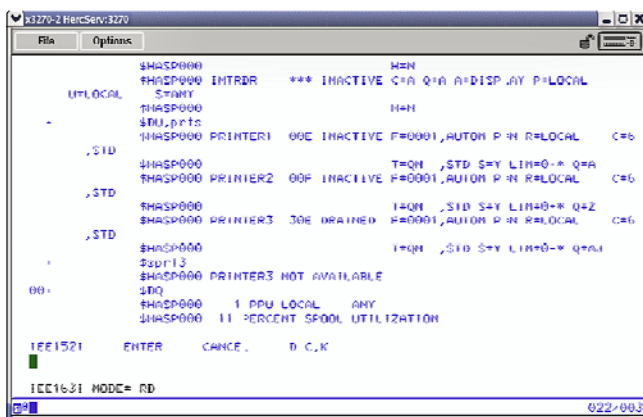 x3270-2 HercServ:3270
File Options
$HASP000 H=N
$HASP000 INTRDR *** INACTIVE C=A Q=A A=DISPLAY P=LOCAL
U=LOCAL S=ANY
$HASP000 H=N
- $DU,prts
$HASP000 PRINTER1 00E INACTIVE F=0001,AUTOM P=N R=LOCAL C=6
,STD
$HASP000 T=QN ,STD S=Y LIM=0-* Q=A
$HASP000 PRINTER2 00F INACTIVE F=0001,AUTOM P=N R=LOCAL C=6
,STD
$HASP000 T=QN ,STD S=Y LIM=0-* Q=Z
$HASP000 PRINTER3 30E DRAINED F=0001,AUTOM P=N R=LOCAL C=6
,STD
$HASP000 T=QN ,STD S=Y LIM=0-*
- $sprt3
$HASP000 PRINTER3 NOT AVAILABLE
00- $DQ
$HASP000 1 PPU LOCAL ANY
$HASP000 11 PERCENT SPOOL UTILIZATION
IEE152I ENTER CANCEL D C,K
IEE163I MODE= RD
022/003